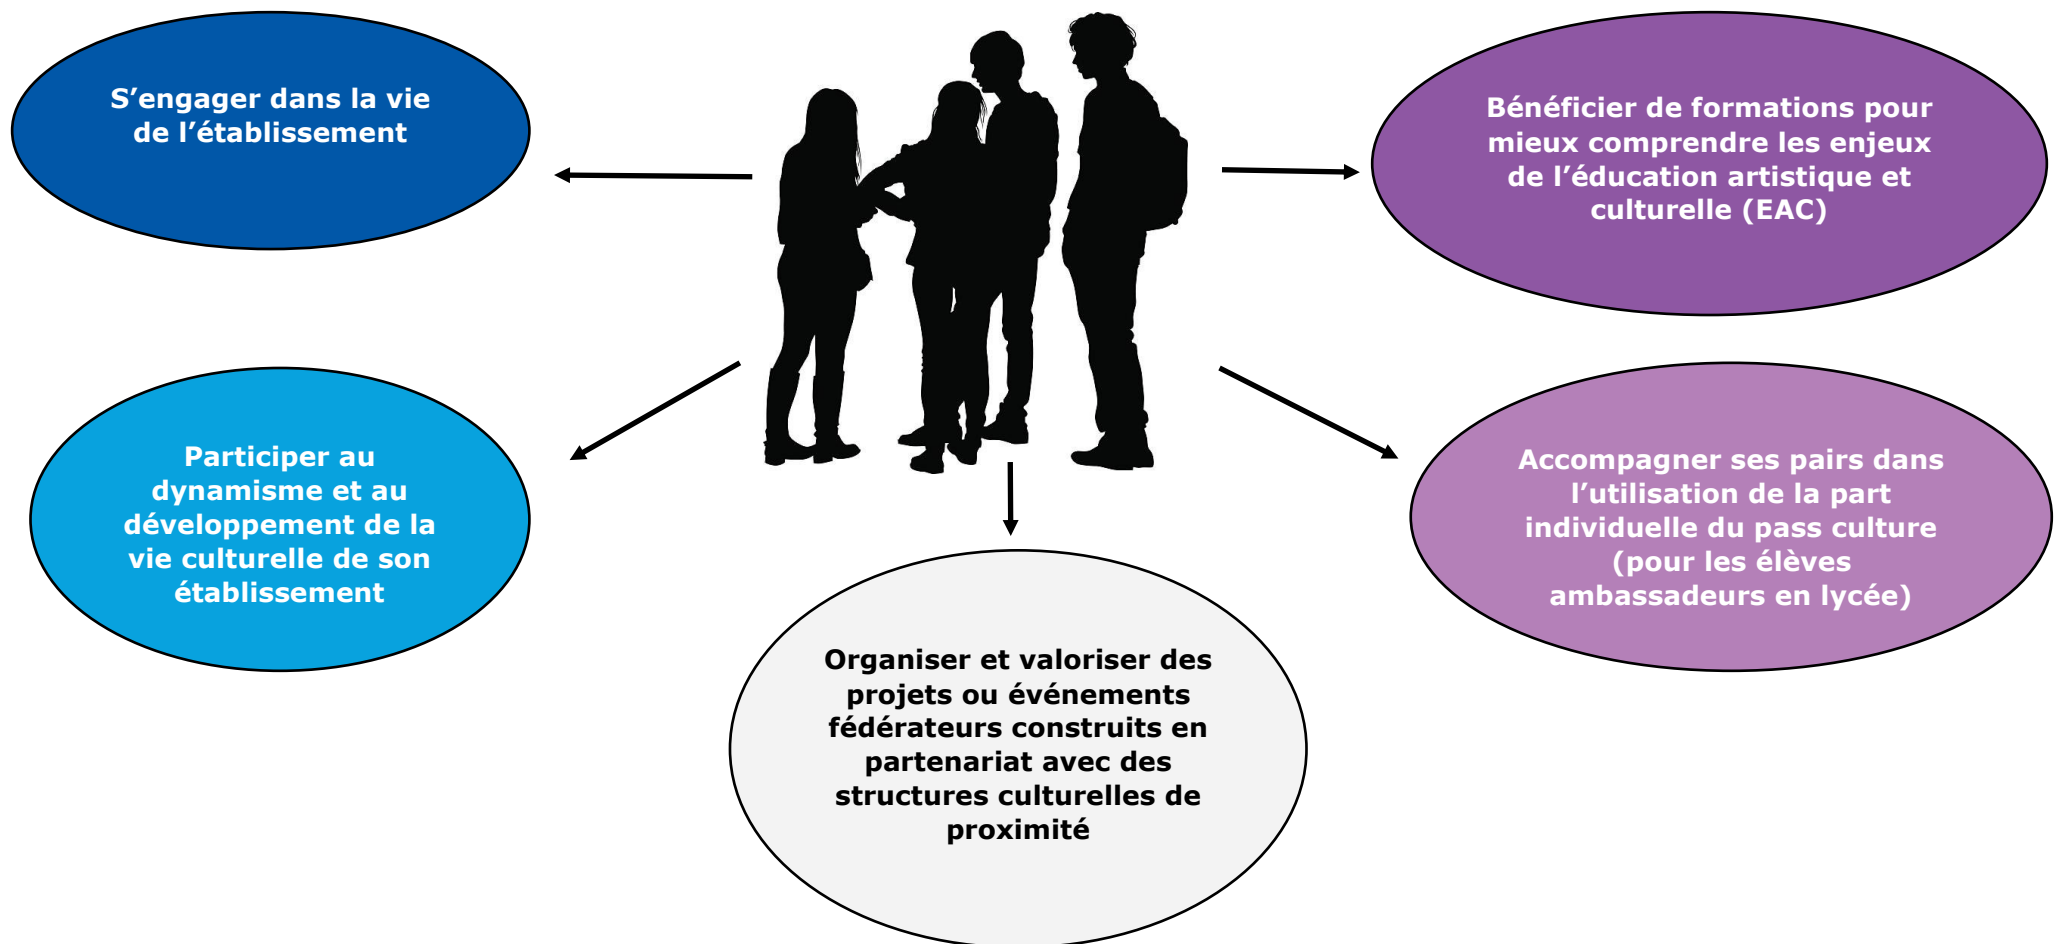 S’engager dans la vie
de l’établissement
Bénéficier de formations pour
mieux comprendre les enjeux
de l’éducation artistique et
culturelle (EAC)
Participer au
dynamisme et au
développement de la
vie culturelle de son
établissement
Accompagner ses pairs dans
l’utilisation de la part
individuelle du pass culture
(pour les élèves
ambassadeurs en lycée)
Organiser et valoriser des
projets ou événements
fédérateurs construits en
partenariat avec des
structures culturelles de
proximité